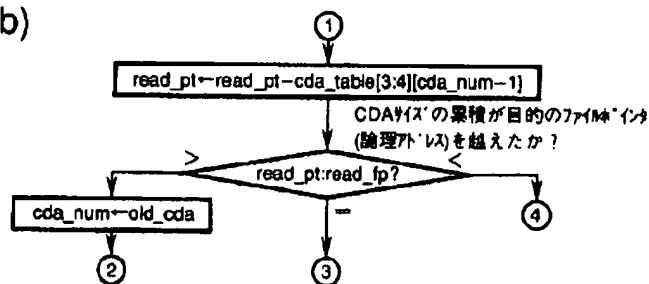 b)
1
read_pt←read_pt−cda_table[3:4][cda_num−1]
CDAサイズの累積が目的のファイルポインタ
(論理アドレス)を越えたか?
> read_pt:read_fp? <
cda_num←old_cda
=
4
2
3